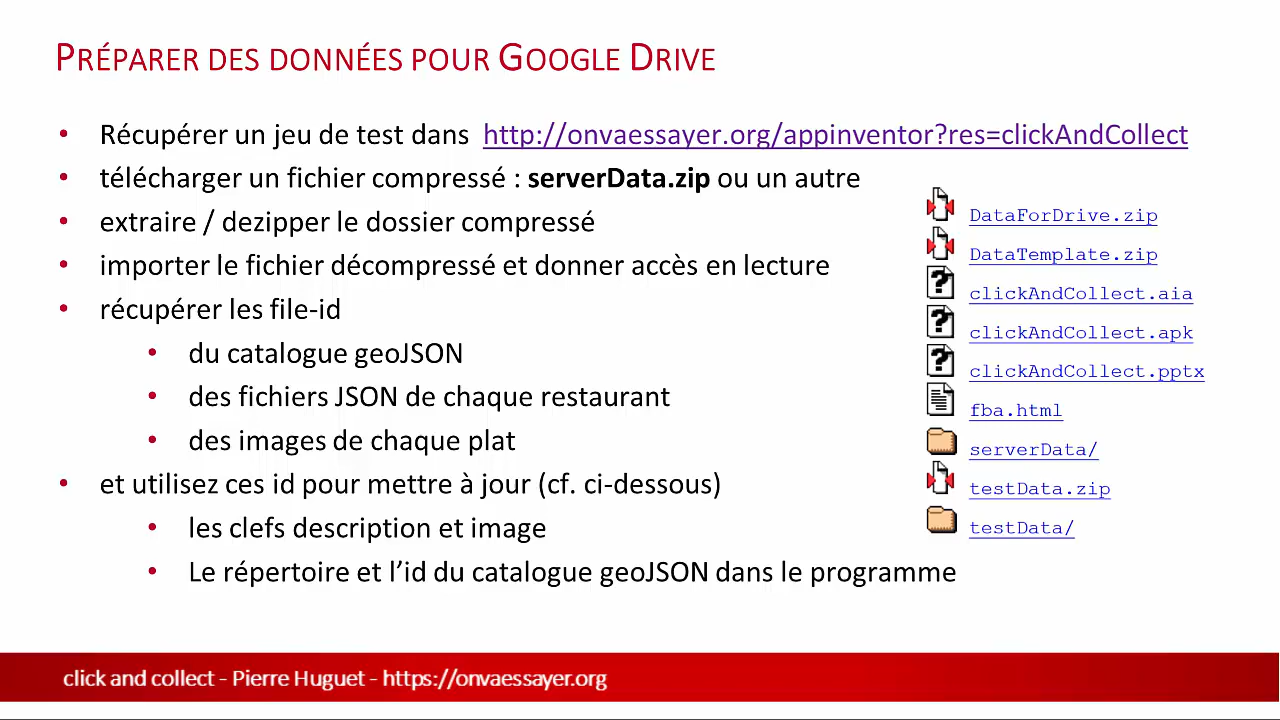 PRÉPARER DES DONNÉES POUR GOOGLE DRIVE
• Récupérer un jeu de test dans http://onvaessayer.org/appinventor?res=clickAndCollect
• télécharger un fichier compressé : serverData.zip ou un autre
• extraire / dezipper le dossier compressé
• importer le fichier décompressé et donner accès en lecture
• récupérer les file-id
• du catalogue geoJSON
• des fichiers JSON de chaque restaurant
• des images de chaque plat
• et utilisez ces id pour mettre à jour (cf. ci-dessous)
• les clefs description et image
• Le répertoire et l’id du catalogue geoJSON dans le programme
DataForDrive.zip
DataTemplate.zip
clickAndCollect.aia
clickAndCollect.apk
clickAndCollect.pptx
fba.html
serverData/
testData.zip
testData/
click and collect - Pierre Huguet - https://onvaessayer.org